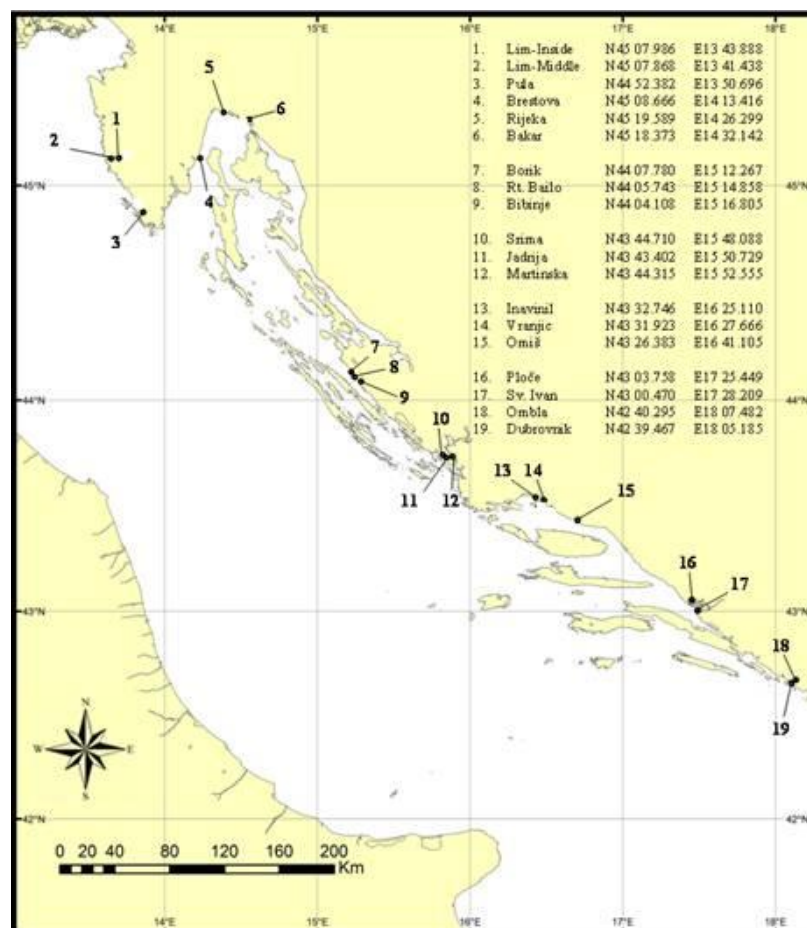 14°E 15°E 16°E 17°E 18°E
1. Lim-Inside N45 07.986 E13 43.888
2. Lim-Middle N45 07.868 E13 41.438
3. Pula N44 52.382 E13 50.696
4. Brestova N45 08.666 E14 13.416
5. Rijeka N45 19.589 E14 26.299
6. Bakar N45 18.373 E14 32.142
7. Borik N44 07.780 E15 12.267
8. Rt. Bailo N44 05.743 E15 14.858
9. Bibinje N44 04.108 E15 16.805
10. Srima N43 44.710 E15 48.088
11. Jadrija N43 43.402 E15 50.729
12. Martinska N43 44.315 E15 52.555
13. Inavinil N43 32.746 E16 25.110
14. Vranjic N43 31.923 E16 27.666
15. Omiš N43 26.383 E16 41.105
16. Ploče N43 03.758 E17 25.449
17. Sv. Ivan N43 00.470 E17 28.209
18. Ombla N42 40.295 E18 07.482
19. Dubrovnik N42 39.467 E18 05.185
5
6
1
2
45°N 45°N
4
3
7
8
9
44°N 44°N
10
11
12
13
14
15
16
17
43°N 43°N
18
19
N
W E
S
42°N 42°N
0 20 40 80 120 160 200
Km
14°E 15°E 16°E 17°E 18°E